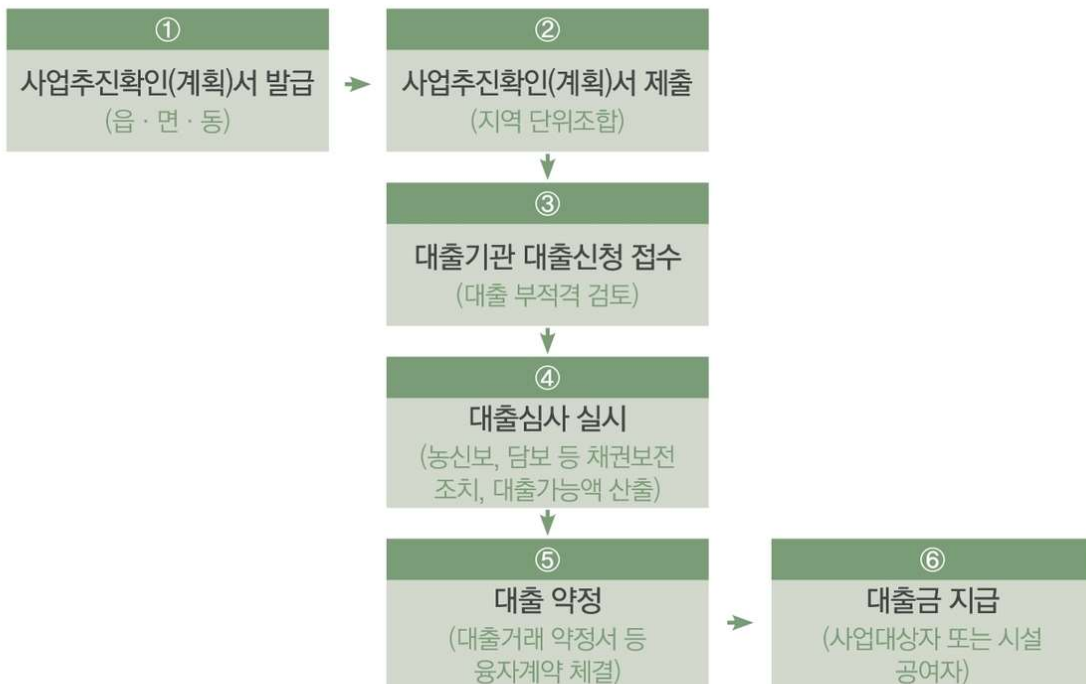 ①
사업추진확인(계획)서 발급
(읍 · 면 · 동)
②
사업추진확인(계획)서 제출
(지역 단위조합)
③
대출기관 대출신청 접수
(대출 부적격 검토)
④
대출심사 실시
(농신보, 담보 등 채권보전
조치, 대출가능액 산출)
⑤
대출 약정
(대출거래 약정서 등
융자계약 체결)
⑥
대출금 지급
(사업대상자 또는 시설
공여자)